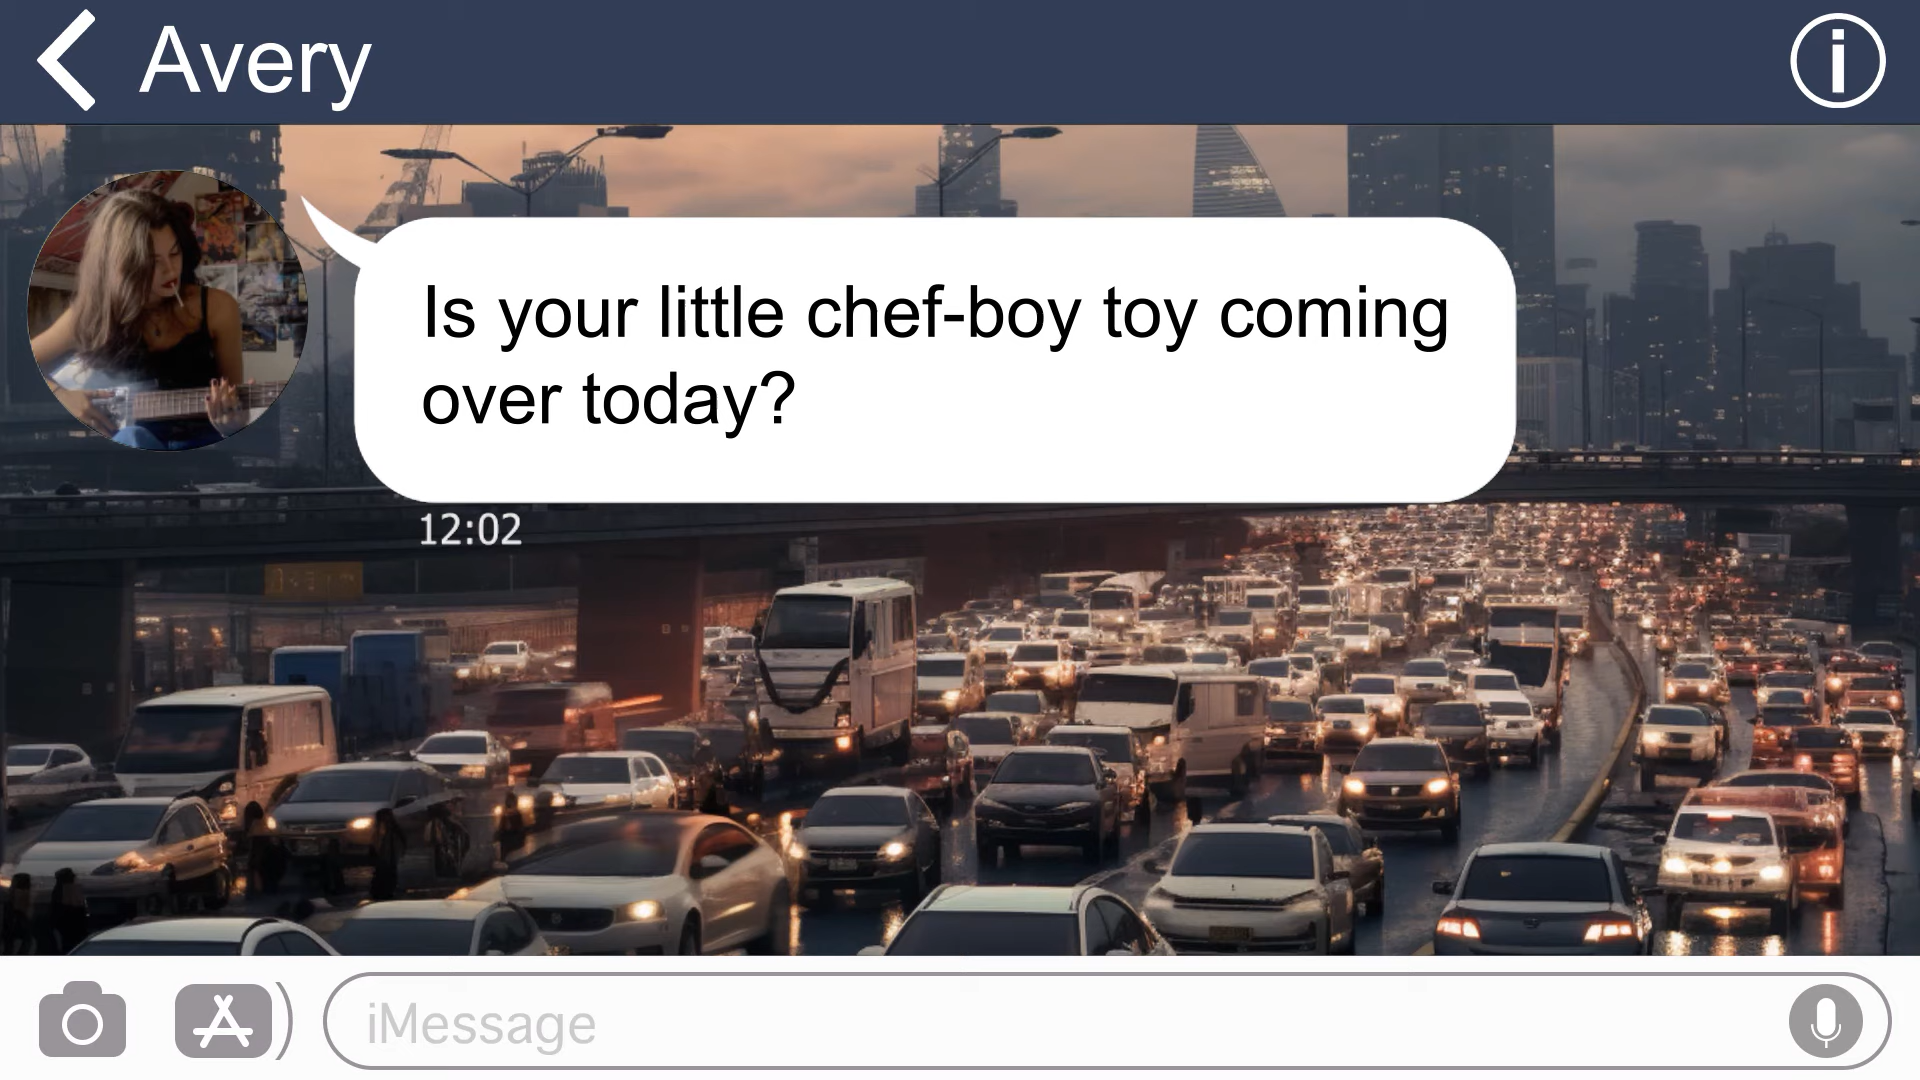 Avery
Is your little chef-boy toy coming
over today?
12:02
iMessage